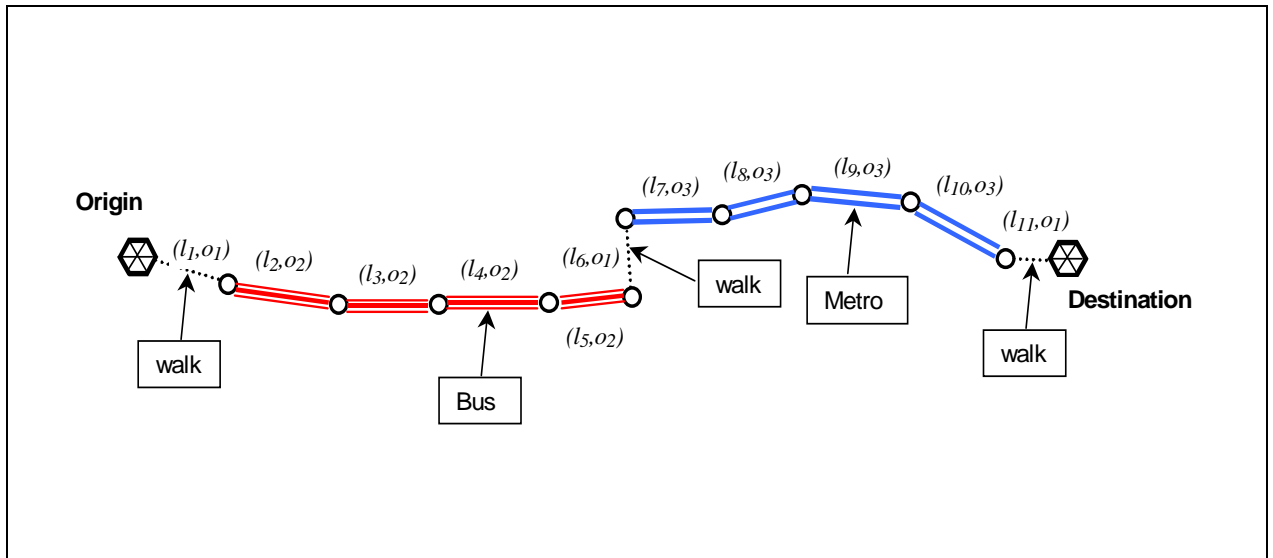 Origin
(l1,o1)
(l2,o2)
(l3,o2)
(l4,o2)
(l5,o2)
(l6,o1)
(l7,o3)
(l8,o3)
(l9,o3)
(l10,o3)
(l11,o1)
walk
Bus
walk
Metro
walk
Destination